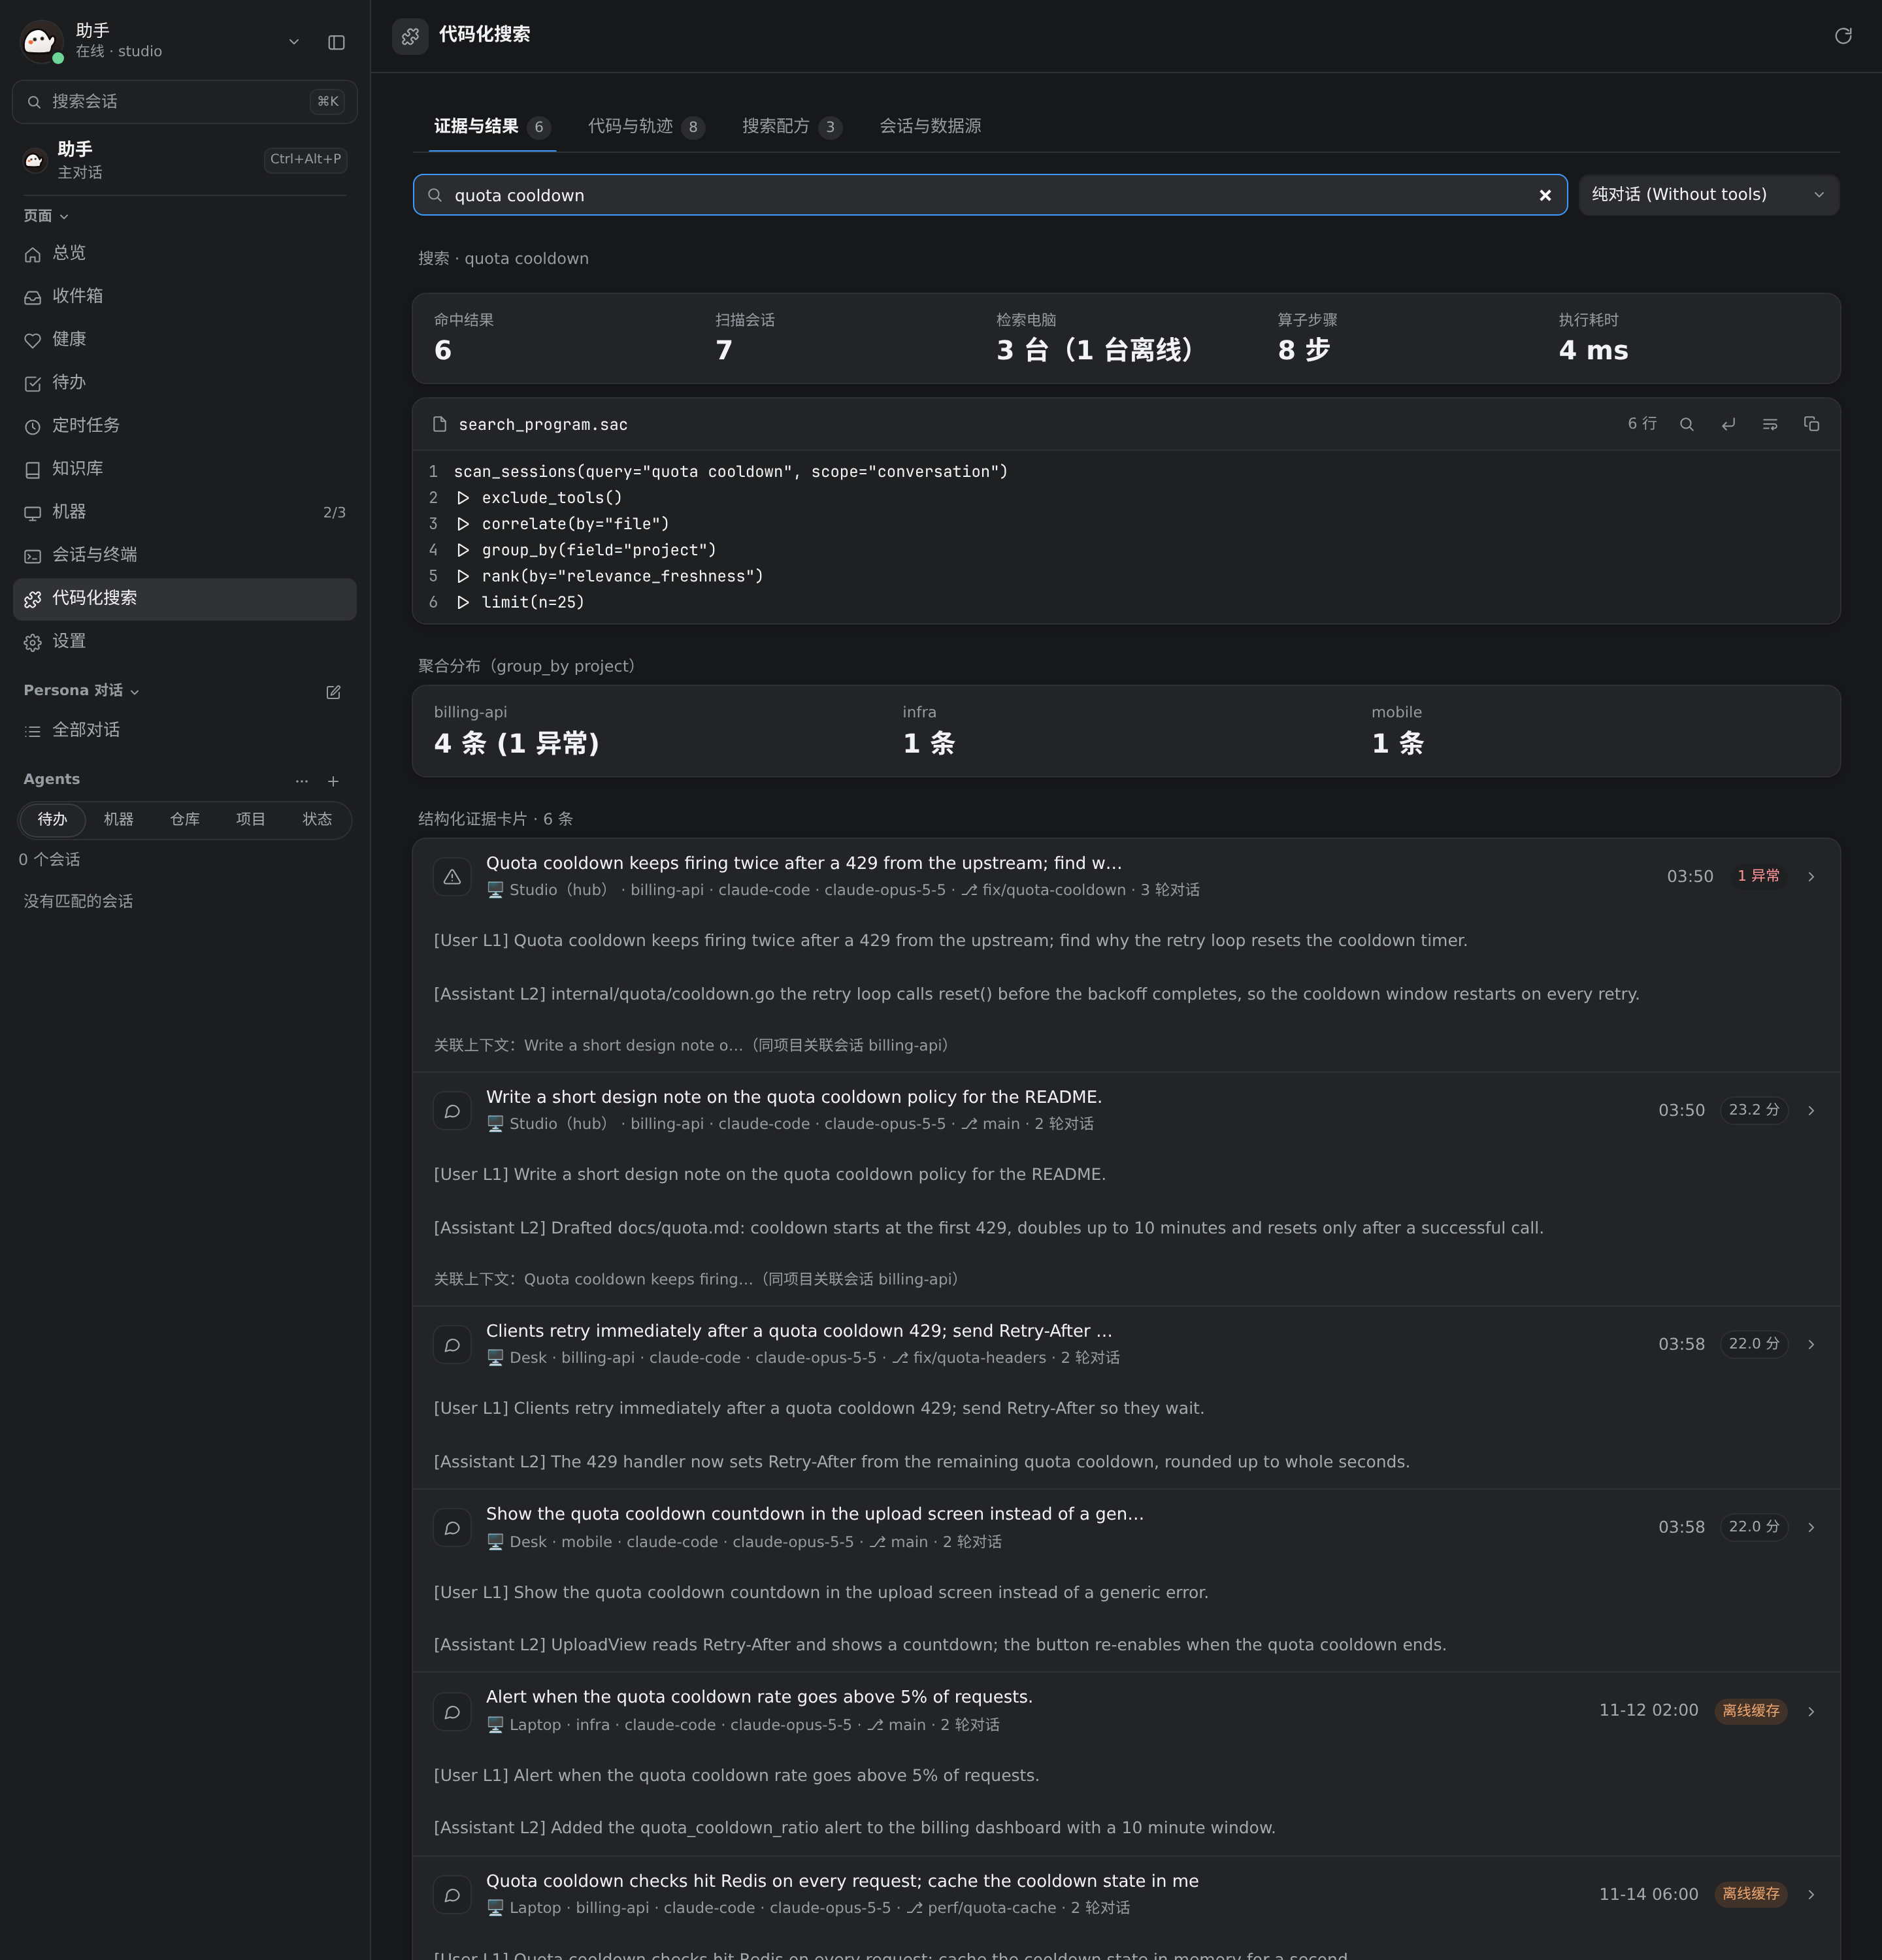 助手
在线 · studio
搜索会话
⌘K
助手
主对话
Ctrl+Alt+P
页面
总览
收件箱
健康
待办
定时任务
知识库
机器
2/3
会话与终端
代码化搜索
设置
Persona 对话
全部对话
Agents
待办
机器
仓库
项目
状态
0 个会话
没有匹配的会话
代码化搜索
证据与结果 6
代码与轨迹 8
搜索配方 3
会话与数据源
quota cooldown
纯对话 (Without tools)
搜索 · quota cooldown
命中结果
6
扫描会话
7
检索电脑
3 台（1 台离线）
算子步骤
8 步
执行耗时
4 ms
search_program.sac
6 行
1 scan_sessions(query="quota cooldown", scope="conversation")
2 ▷ exclude_tools()
3 ▷ correlate(by="file")
4 ▷ group_by(field="project")
5 ▷ rank(by="relevance_freshness")
6 ▷ limit(n=25)
聚合分布（group_by project）
billing-api
4 条 (1 异常)
infra
1 条
mobile
1 条
结构化证据卡片 · 6 条
Quota cooldown keeps firing twice after a 429 from the upstream; find w…
Studio（hub） · billing-api · claude-code · claude-opus-5-5 · ⎇ fix/quota-cooldown · 3 轮对话
03:50
1 异常
[User L1] Quota cooldown keeps firing twice after a 429 from the upstream; find why the retry loop resets the cooldown timer.
[Assistant L2] internal/quota/cooldown.go the retry loop calls reset() before the backoff completes, so the cooldown window restarts on every retry.
关联上下文：Write a short design note o…（同项目关联会话 billing-api）
Write a short design note on the quota cooldown policy for the README.
Studio（hub） · billing-api · claude-code · claude-opus-5-5 · ⎇ main · 2 轮对话
03:50
23.2 分
[User L1] Write a short design note on the quota cooldown policy for the README.
[Assistant L2] Drafted docs/quota.md: cooldown starts at the first 429, doubles up to 10 minutes and resets only after a successful call.
关联上下文：Quota cooldown keeps firing…（同项目关联会话 billing-api）
Clients retry immediately after a quota cooldown 429; send Retry-After …
Desk · billing-api · claude-code · claude-opus-5-5 · ⎇ fix/quota-headers · 2 轮对话
03:58
22.0 分
[User L1] Clients retry immediately after a quota cooldown 429; send Retry-After so they wait.
[Assistant L2] The 429 handler now sets Retry-After from the remaining quota cooldown, rounded up to whole seconds.
Show the quota cooldown countdown in the upload screen instead of a gen…
Desk · mobile · claude-code · claude-opus-5-5 · ⎇ main · 2 轮对话
03:58
22.0 分
[User L1] Show the quota cooldown countdown in the upload screen instead of a generic error.
[Assistant L2] UploadView reads Retry-After and shows a countdown; the button re-enables when the quota cooldown ends.
Alert when the quota cooldown rate goes above 5% of requests.
Laptop · infra · claude-code · claude-opus-5-5 · ⎇ main · 2 轮对话
11-12 02:00
离线缓存
[User L1] Alert when the quota cooldown rate goes above 5% of requests.
[Assistant L2] Added the quota_cooldown_ratio alert to the billing dashboard with a 10 minute window.
Quota cooldown checks hit Redis on every request; cache the cooldown state in me
Laptop · billing-api · claude-code · claude-opus-5-5 · ⎇ perf/quota-cache · 2 轮对话
11-14 06:00
离线缓存
[User L1] Quota cooldown checks hit Redis on every request; cache the cooldown state in memory for a second.